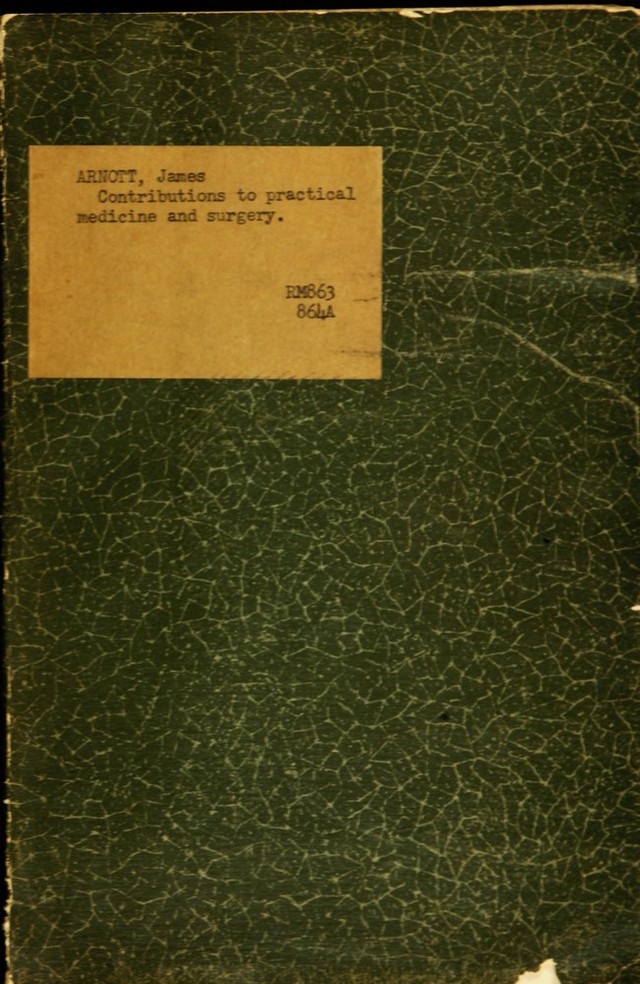 ARNOTT, James
Contributions to practical
medicine and surgery.
RM863
864A